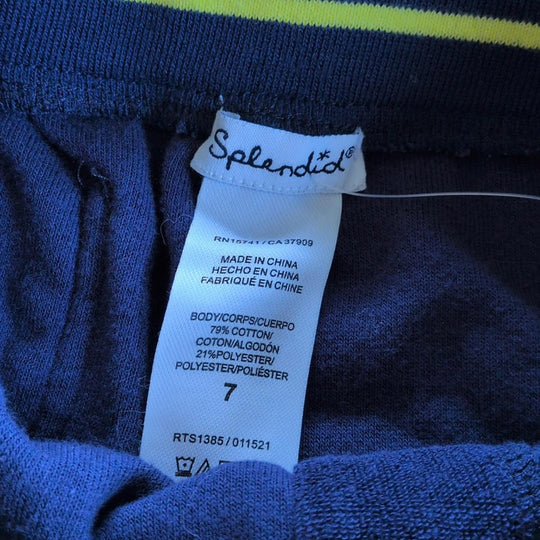 Splendid®
RN15741 / CA37909
MADE IN CHINA
HECHO EN CHINA
FABRIQUÉ EN CHINE
BODY/CORPS/CUERPO
79% COTTON/
COTON/ALGODÓN
21%POLYESTER/
POLYESTER/POLIÉSTER
7
RTS1385 / 011521